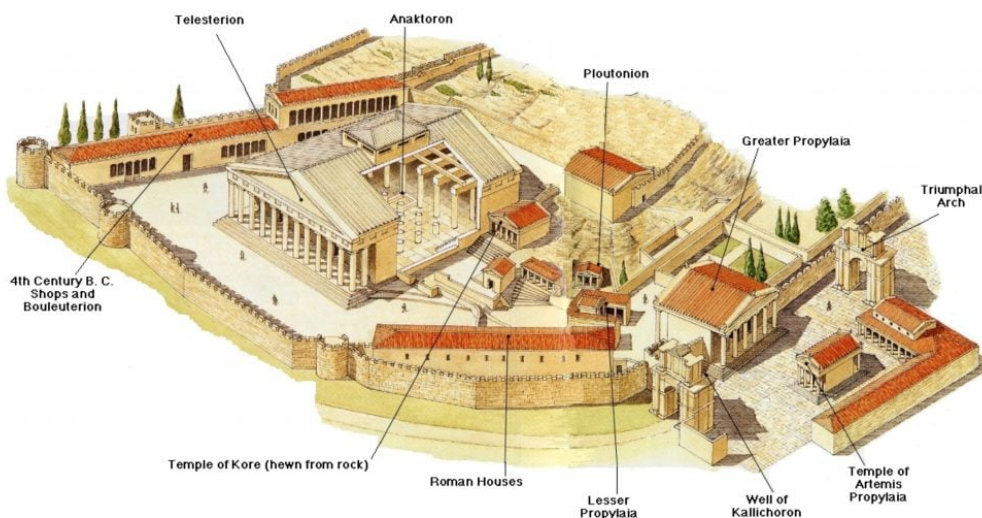 Telesterion
Anaktoron
Ploutonion
Greater Propylaia
Triumphal
Arch
4th Century B. C.
Shops and
Bouleuterion
Temple of Kore (hewn from rock)
Roman Houses
Lesser
Propylaia
Well of
Kallichoron
Temple of
Artemis
Propylaia